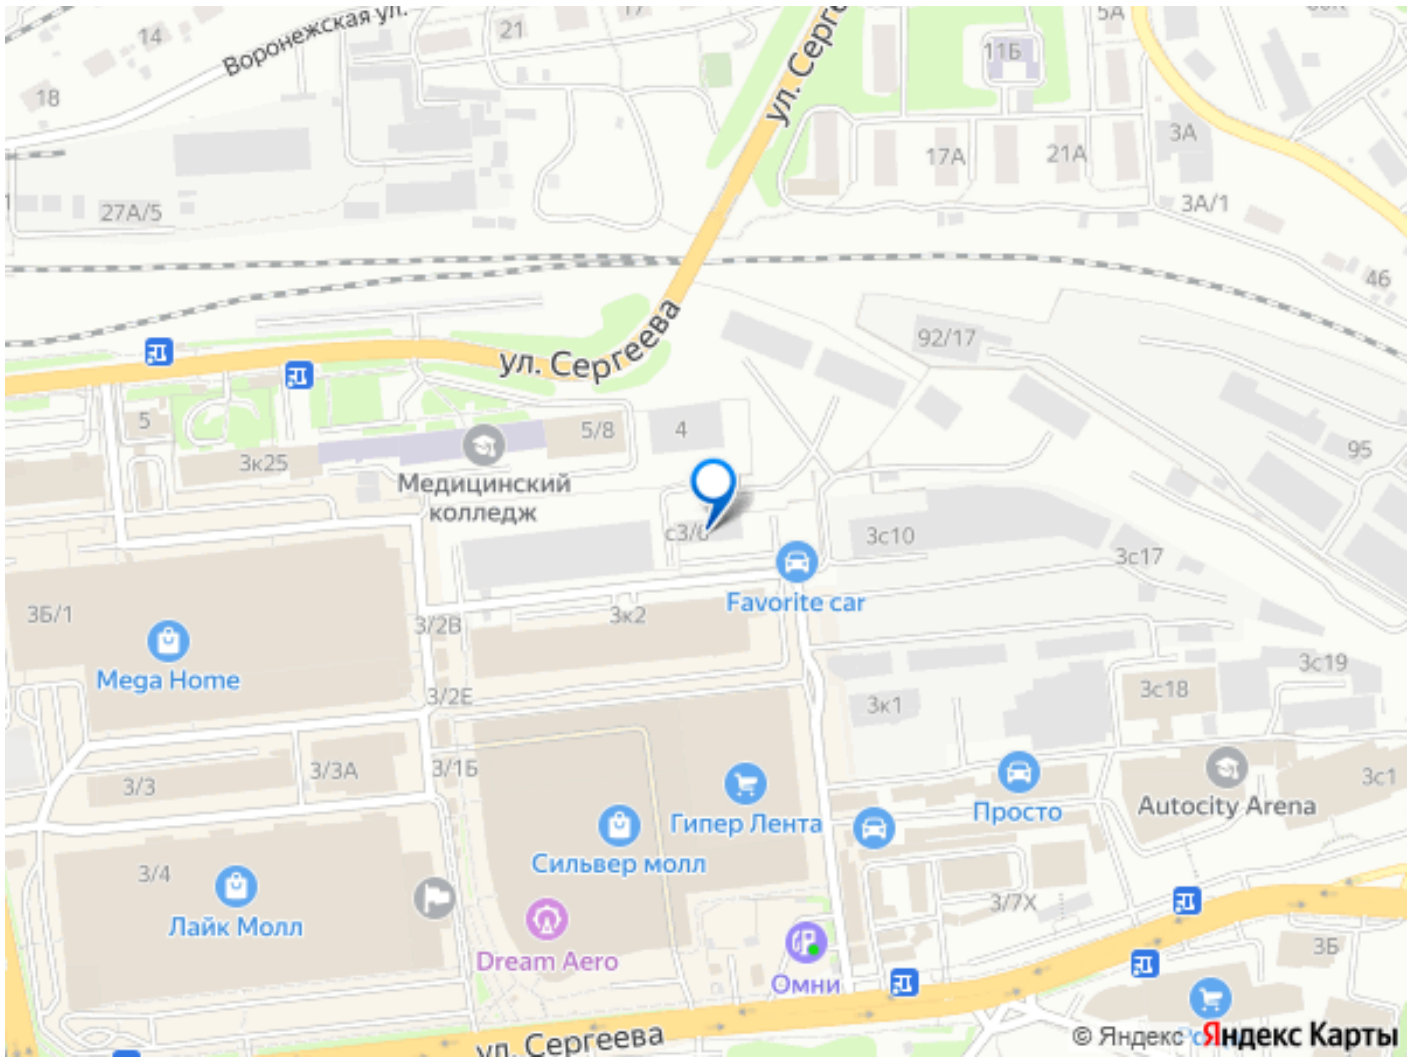 Воронежская ул.
14
21
17
5А
18
11Б
ул. Серге
17А
21А
3А
27А/5
3А/1
46
ул. Сергеева
92/17
5
5/8
4
3к25
95
Медицинский
колледж
с3/6
3с10
3с17
Favorite car
3Б/1
3/2В
3к2
Mega Home
3/2Е
3с19
3с18
3к1
3/3
3/3А
3/1Б
3с1
Гипер Лента
Просто
Autocity Arena
Сильвер молл
3/4
Лайк Молл
3/7Х
3Б
Dream Aero
Омни
ул. Сергеева
© Яндекс
Яндекс Карты